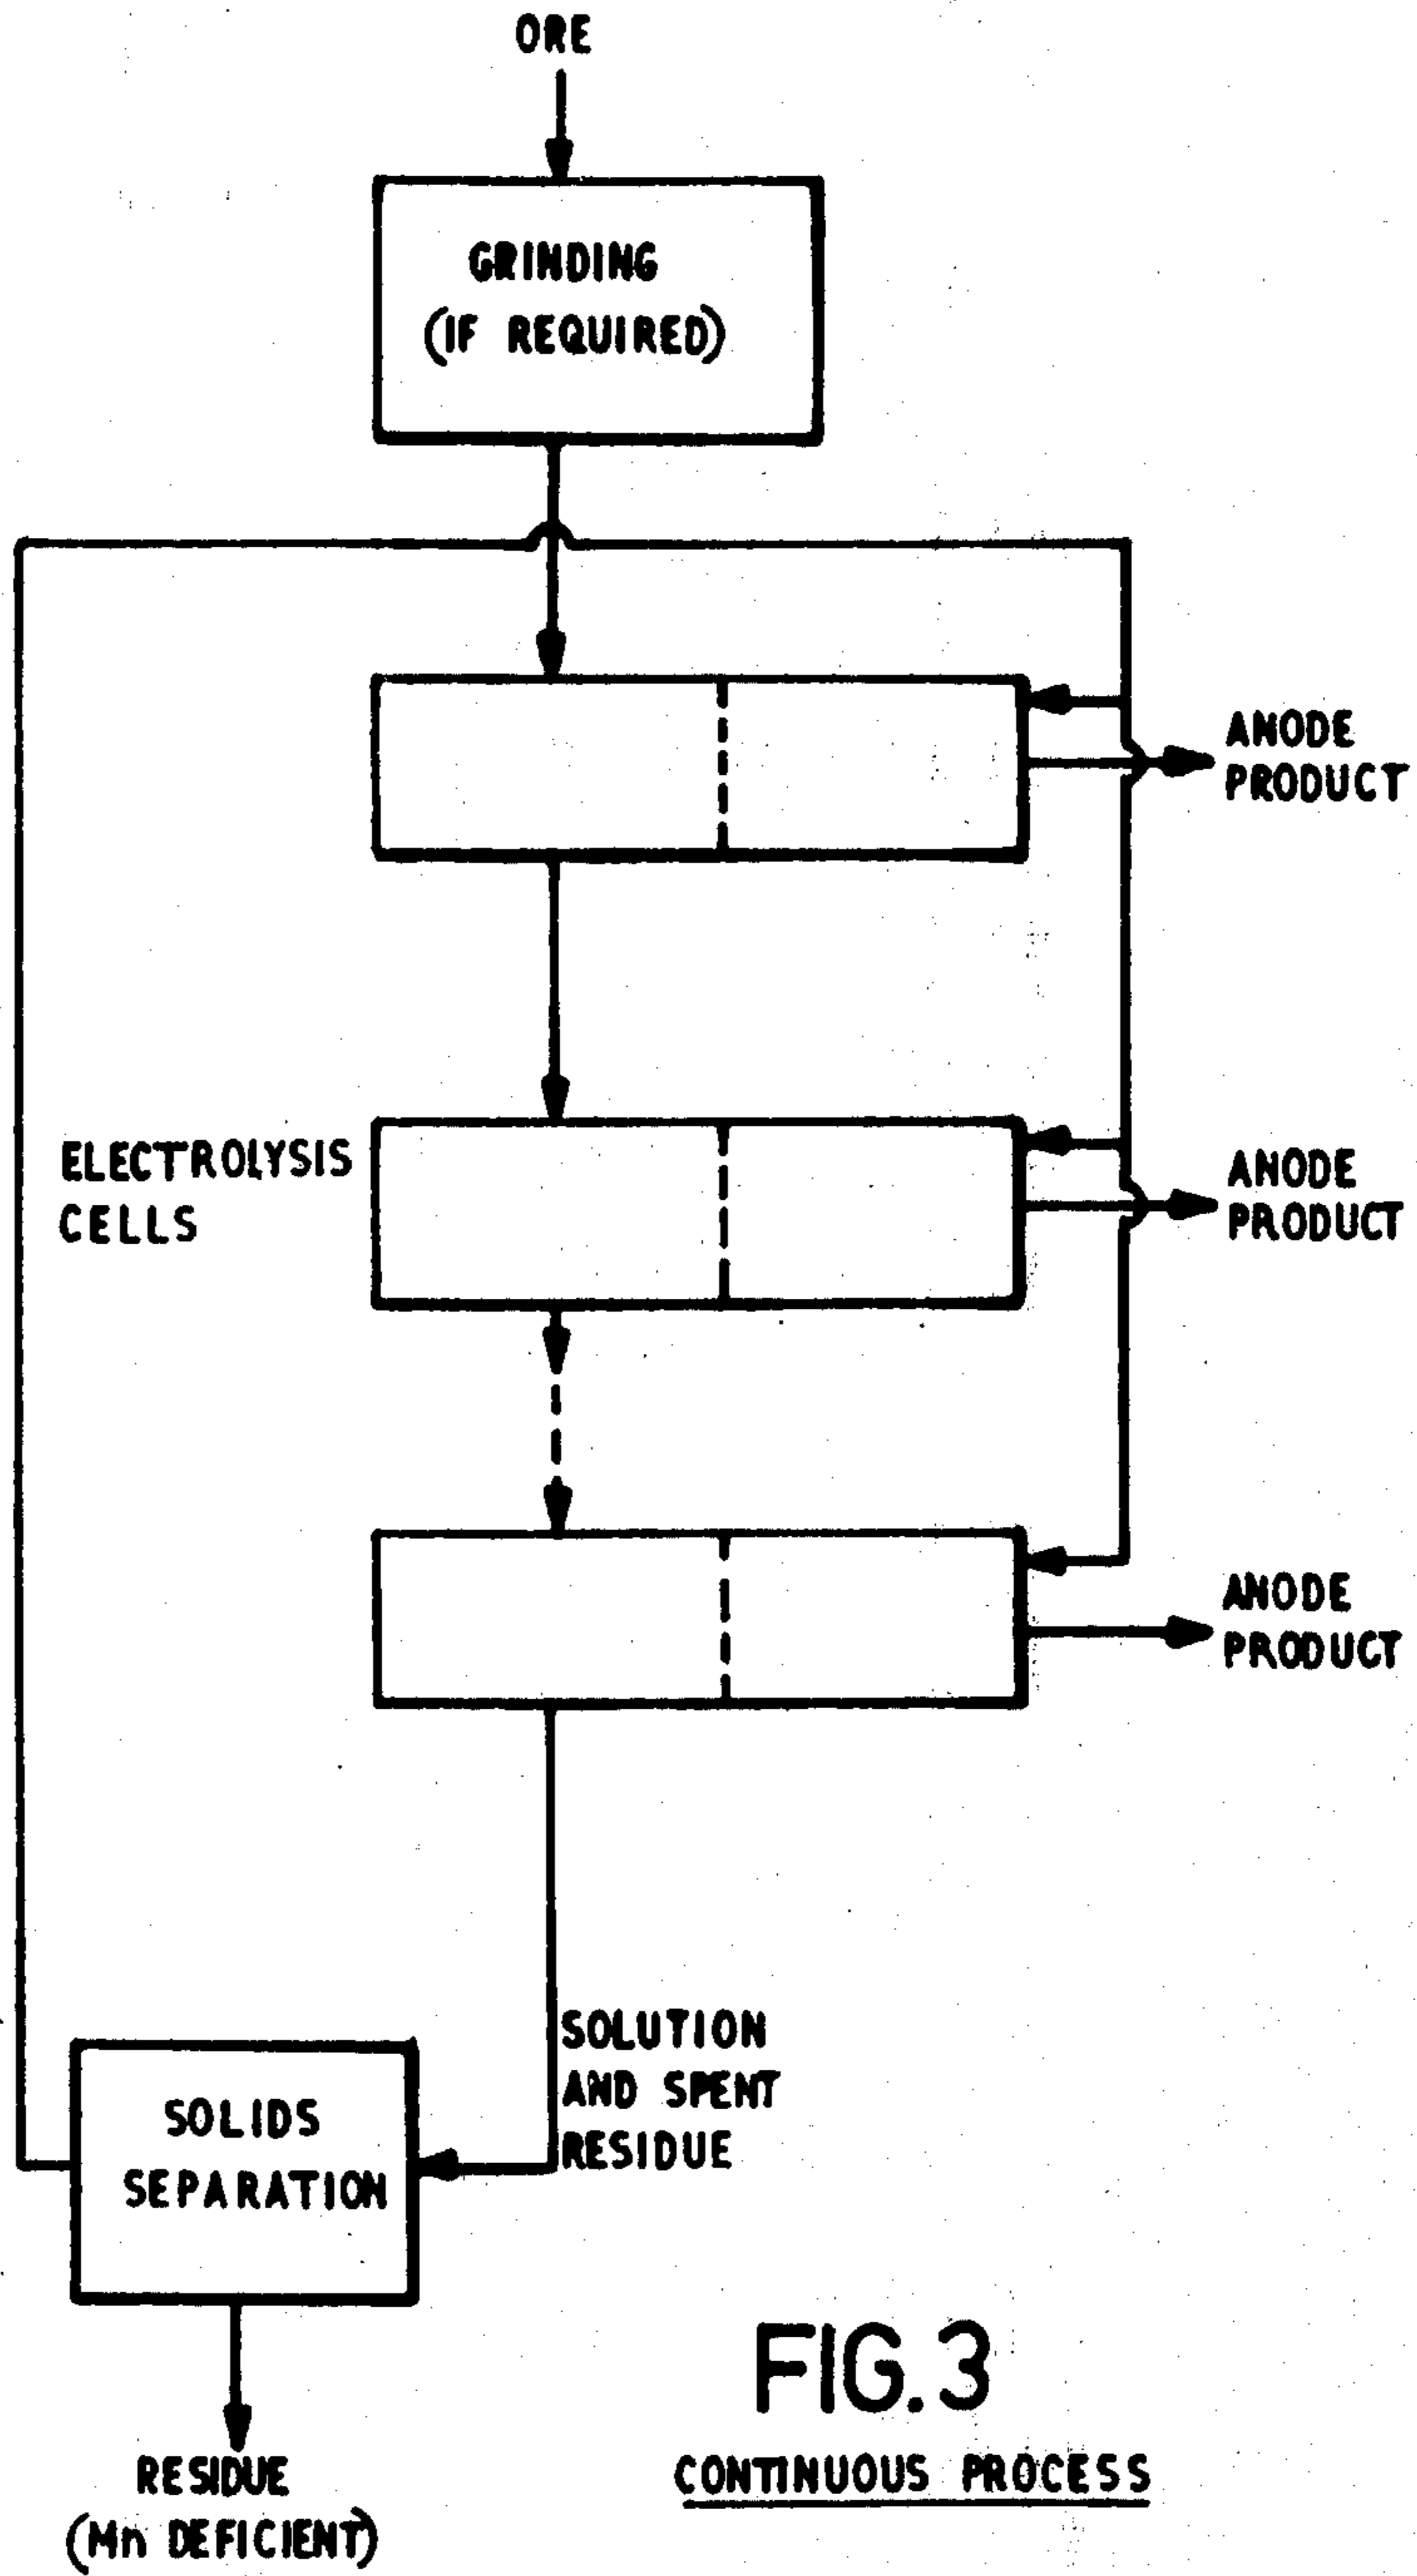 ORE
GRINDING
(IF REQUIRED)
ANODE
PRODUCT
ELECTROLYSIS
CELLS
ANODE
PRODUCT
ANODE
PRODUCT
SOLUTION
AND SPENT
RESIDUE
SOLIDS
SEPARATION
RESIDUE
(Mn DEFICIENT)
FIG. 3
CONTINUOUS PROCESS